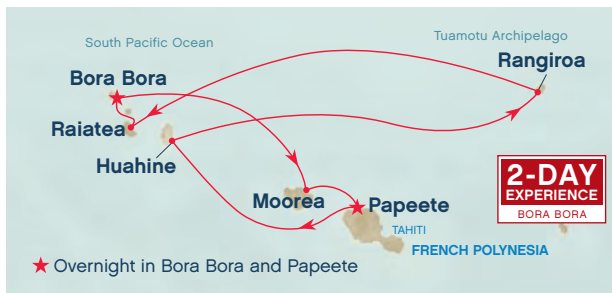 South Pacific Ocean
Tuamotu Archipelago
Rangiroa
Bora Bora
Raiatea
Huahine
2-DAY
EXPERIENCE
BORA BORA
Moorea
Papeete
TAHITI
FRENCH POLYNESIA
Overnight in Bora Bora and Papeete